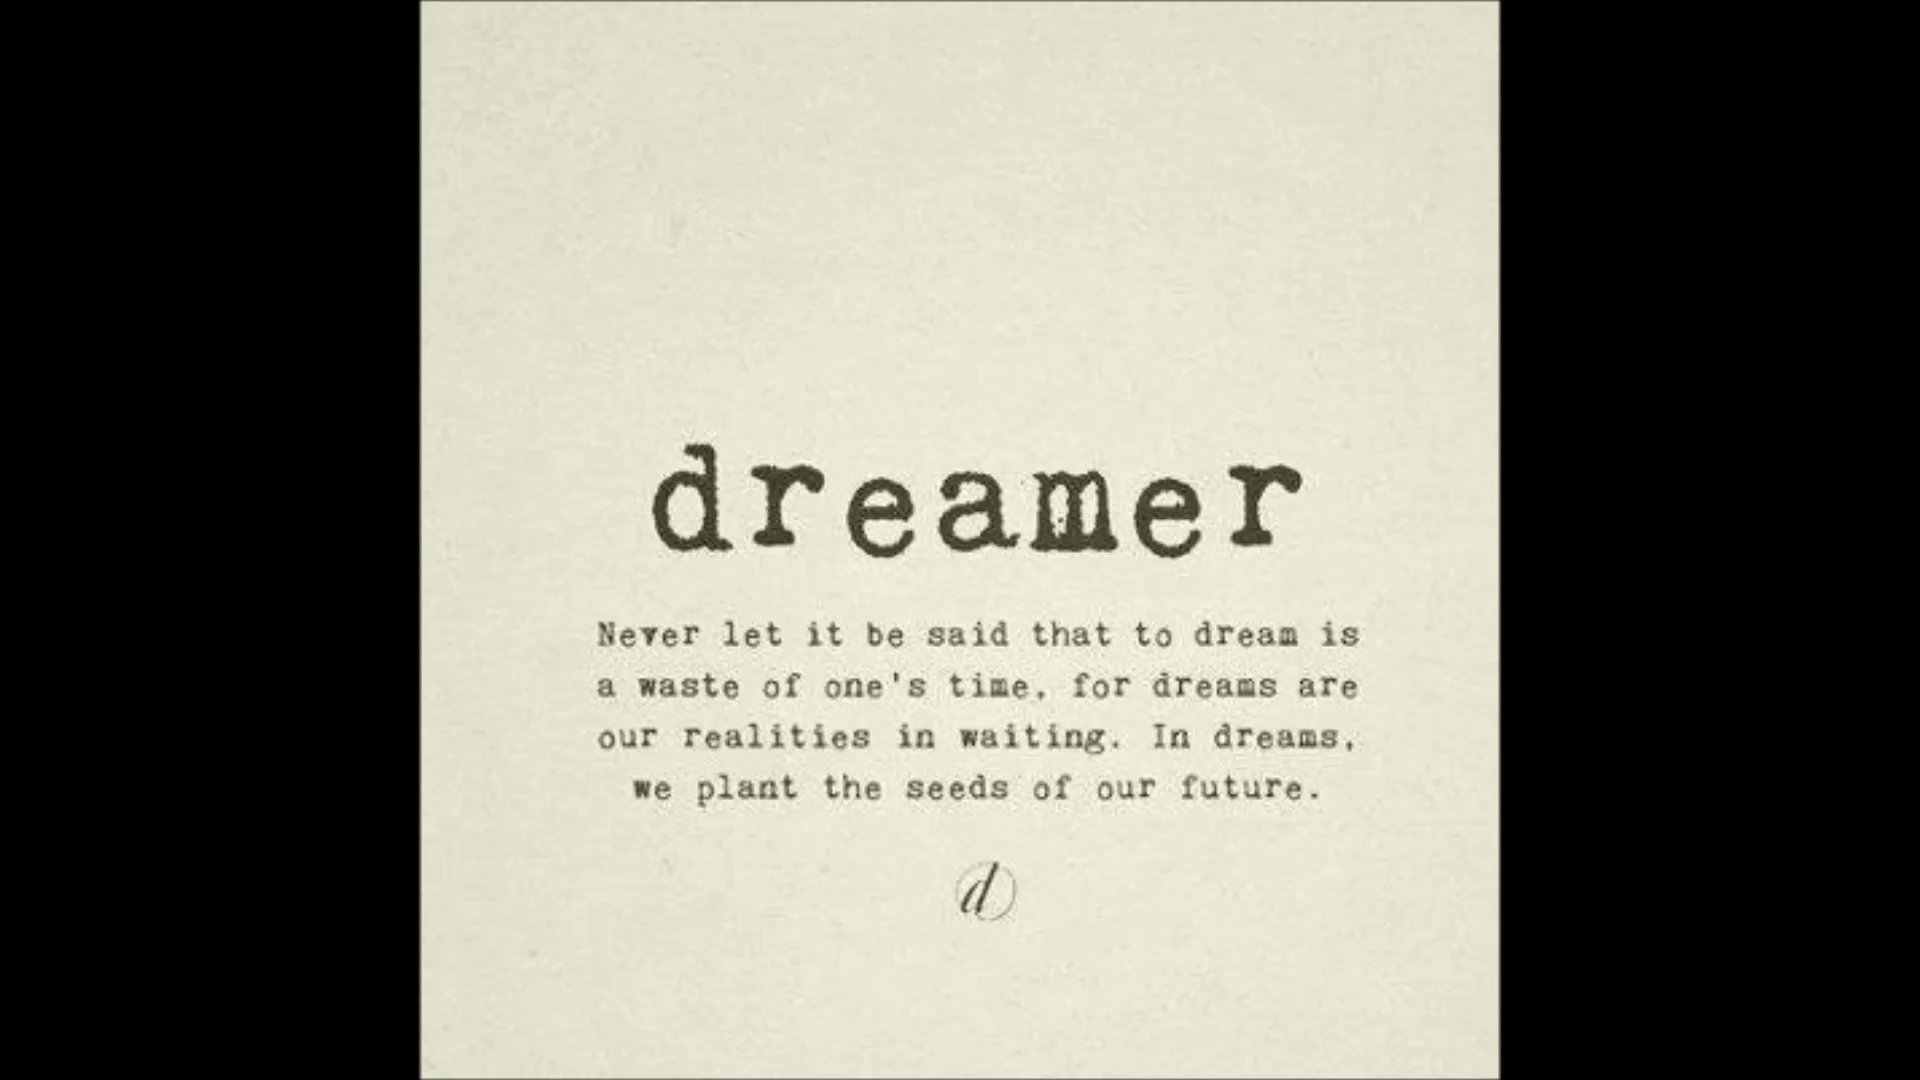 dreamer
Never let it be said that to dream is
a waste of one's time, for dreams are
our realities in waiting. In dreams,
we plant the seeds of our future.
d